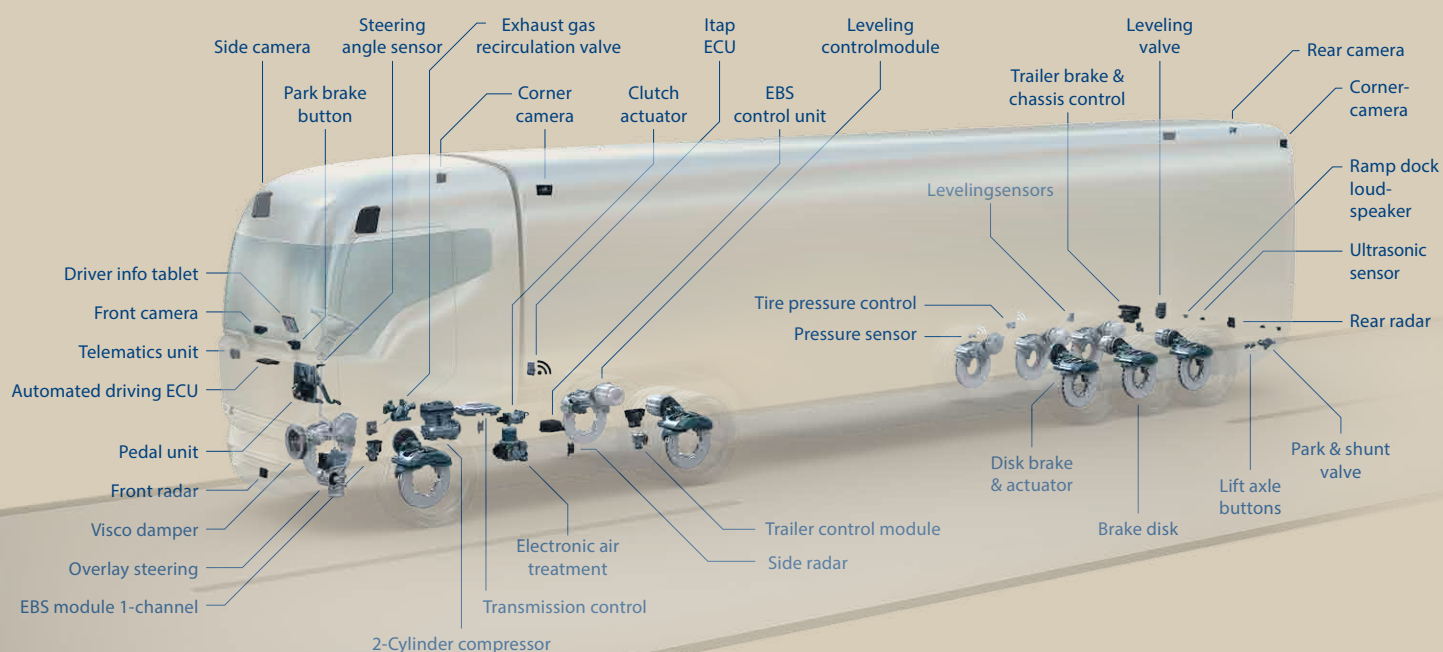 Side camera
Steering
angle sensor
Exhaust gas
recirculation valve
Itap
ECU
Leveling
controlmodule
Leveling
valve
Rear camera
Park brake
button
Corner
camera
Clutch
actuator
EBS
control unit
Trailer brake &
chassis control
Corner-
camera
Ramp dock
loud-
speaker
Levelingsensors
Ultrasonic
sensor
Driver info tablet
Front camera
Telematics unit
Automated driving ECU
Tire pressure control
Pressure sensor
Rear radar
Pedal unit
Front radar
Visco damper
Overlay steering
EBS module 1-channel
Disk brake
& actuator
Park & shunt
valve
Lift axle
buttons
Brake disk
Trailer control module
Side radar
Electronic air
treatment
Transmission control
2-Cylinder compressor